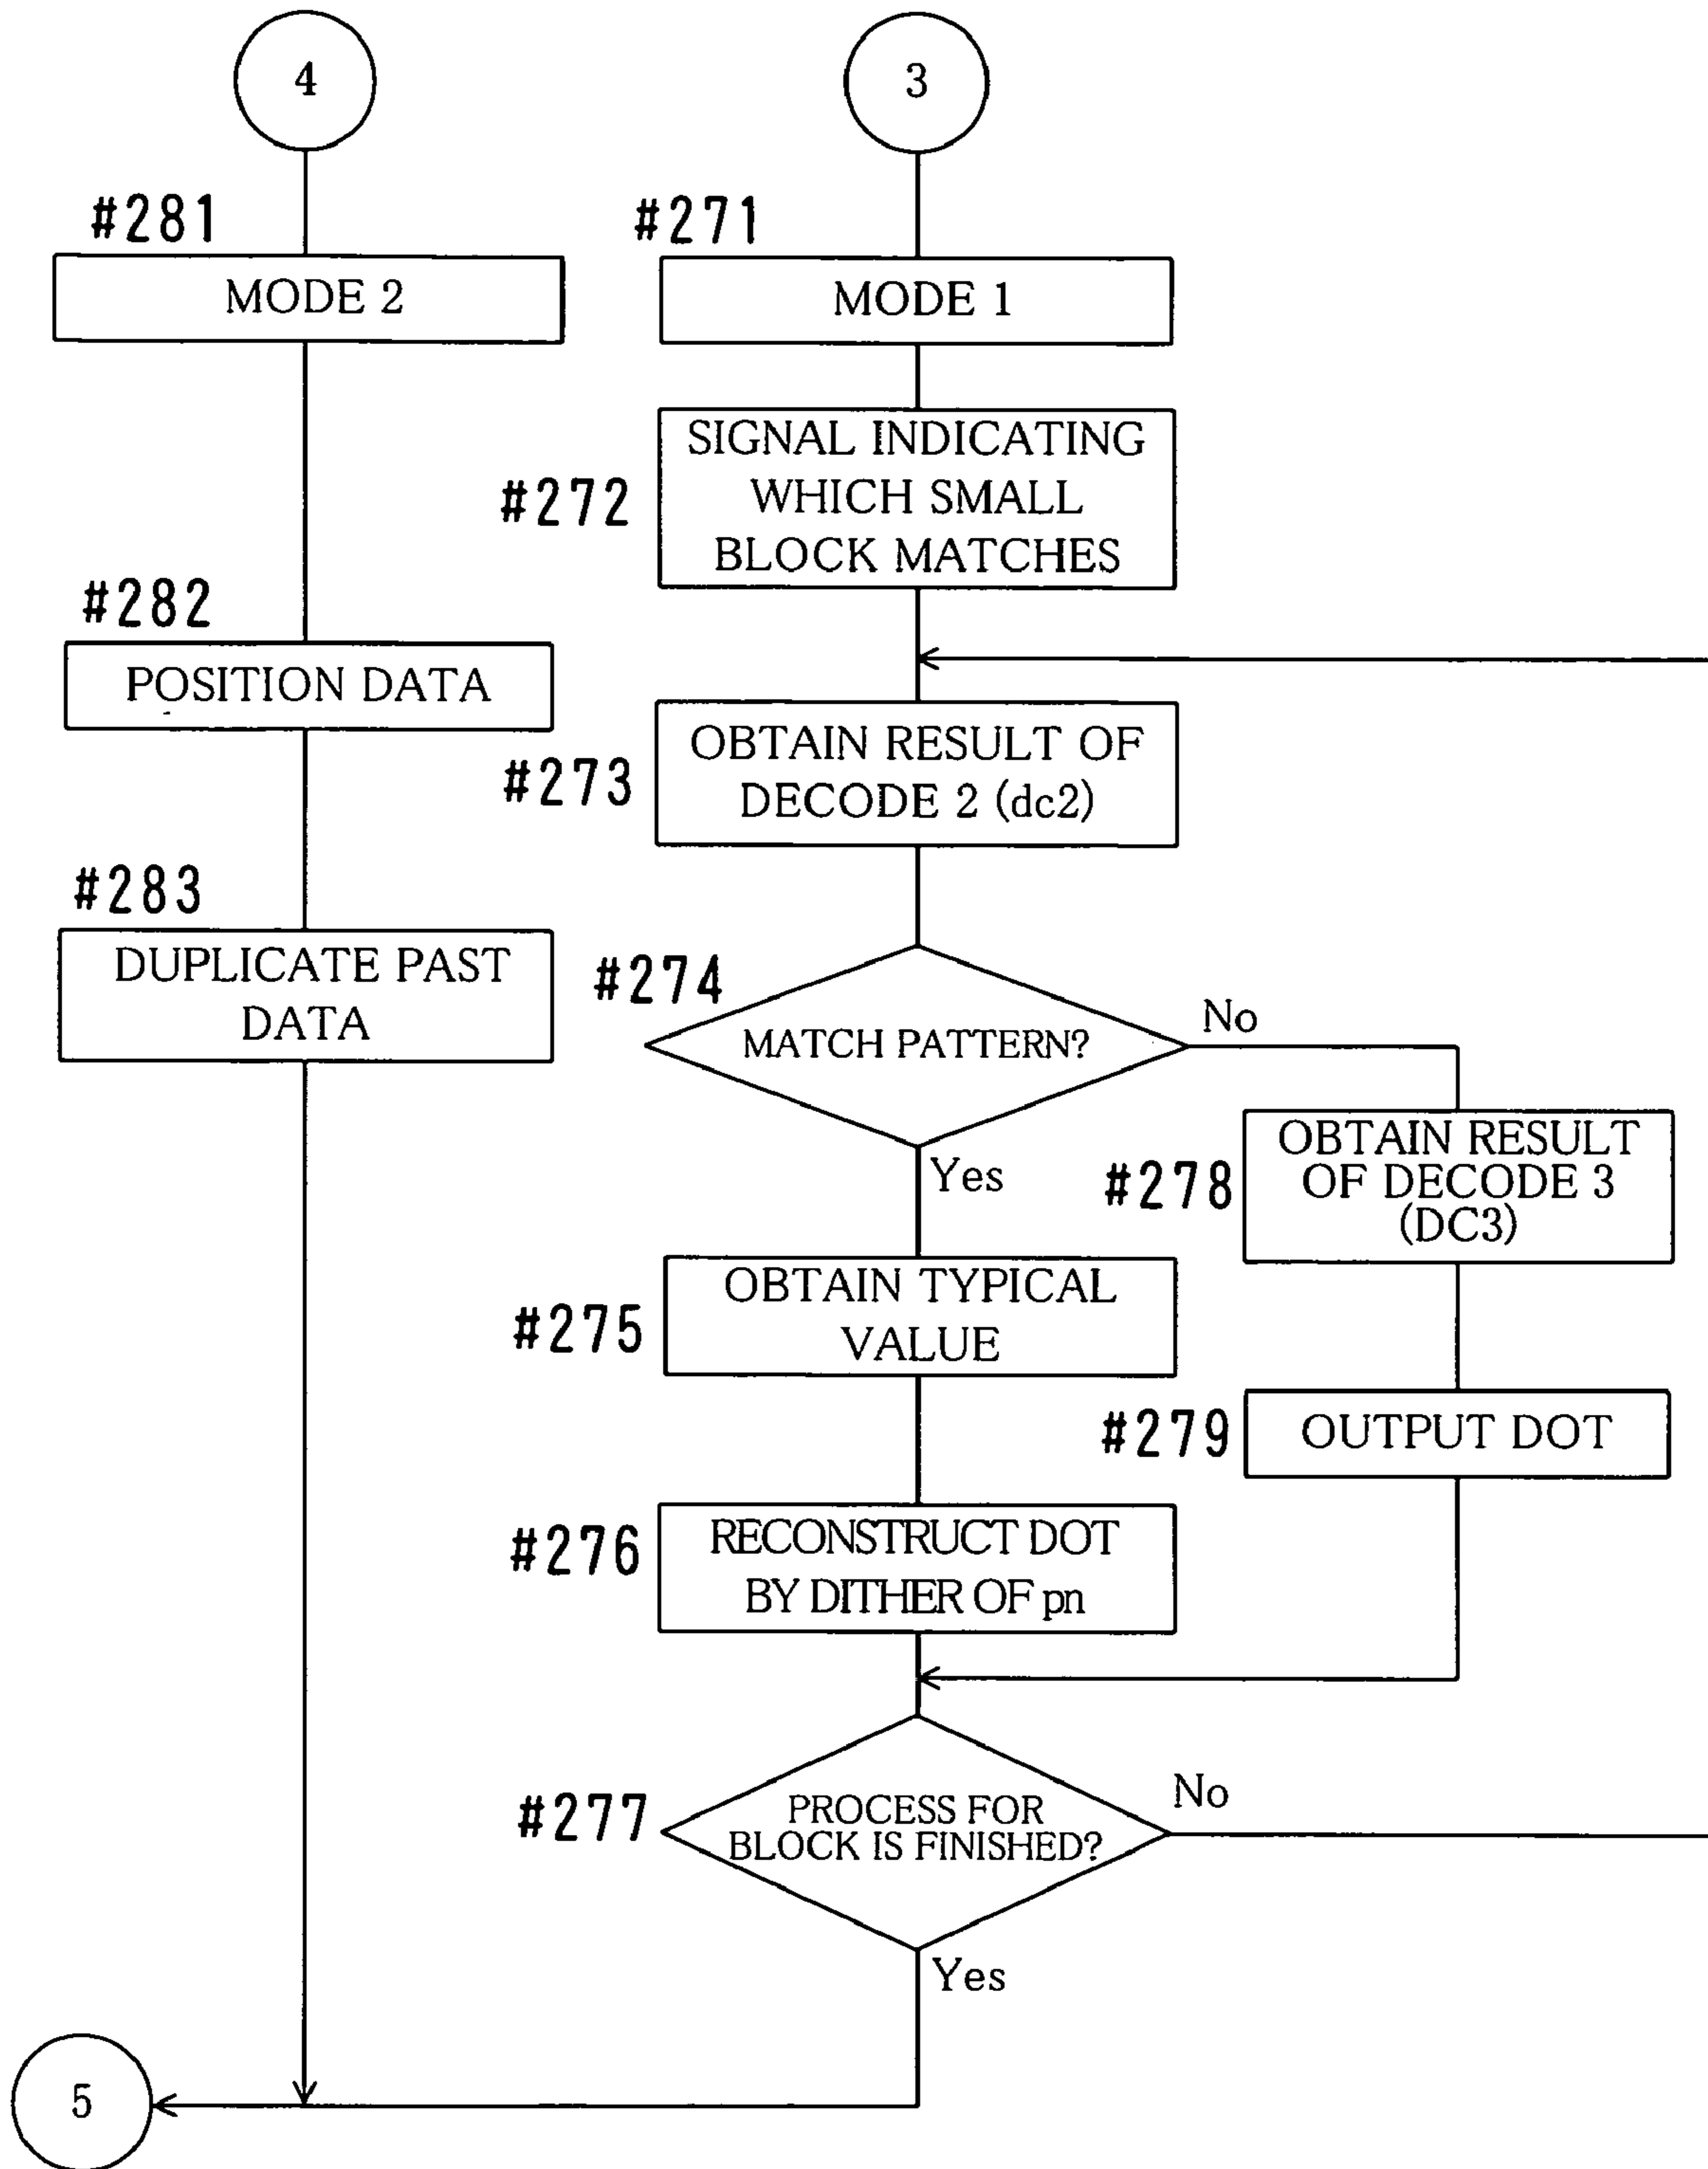 4
3
#281
MODE 2
#271
MODE 1
#272
SIGNAL INDICATING
WHICH SMALL
BLOCK MATCHES
#282
POSITION DATA
#273
OBTAIN RESULT OF
DECODE 2 (dc2)
#283
DUPLICATE PAST
DATA
#274
MATCH PATTERN?
No
Yes
#278
OBTAIN RESULT
OF DECODE 3
(DC3)
#275
OBTAIN TYPICAL
VALUE
#279
OUTPUT DOT
#276
RECONSTRUCT DOT
BY DITHER OF pn
#277
PROCESS FOR
BLOCK IS FINISHED?
No
Yes
5